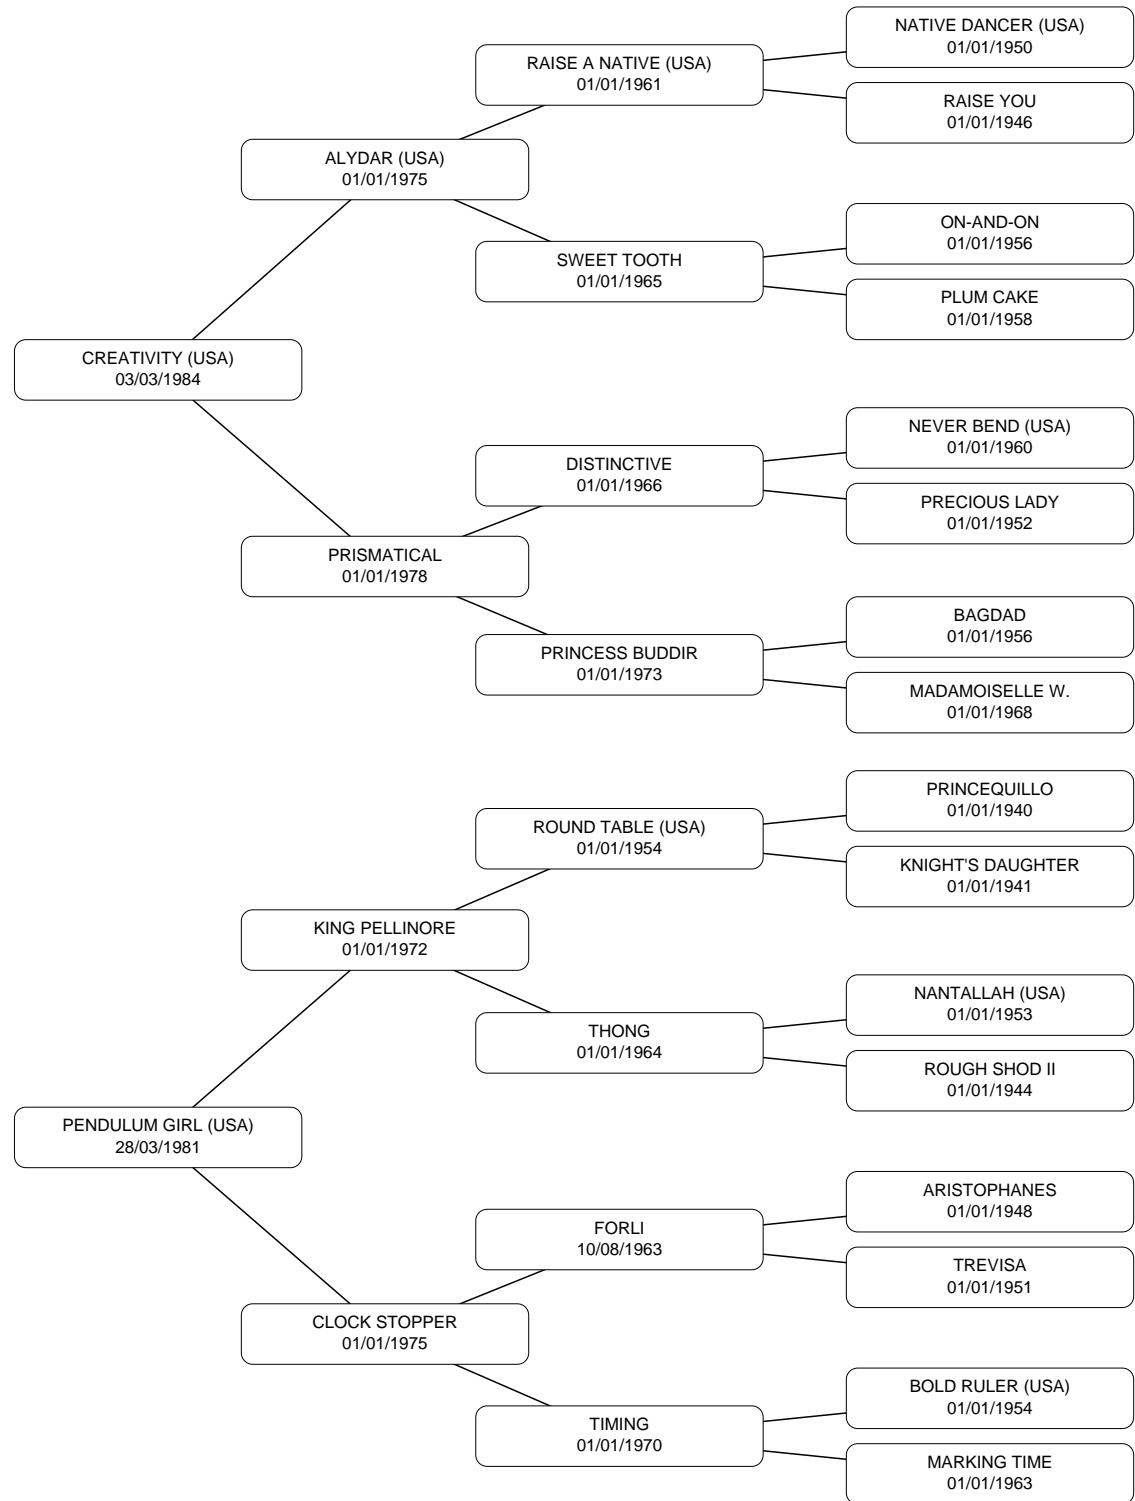 NATIVE DANCER (USA)
01/01/1950
RAISE A NATIVE (USA)
01/01/1961
RAISE YOU
01/01/1946
ALYDAR (USA)
01/01/1975
ON-AND-ON
01/01/1956
SWEET TOOTH
01/01/1965
PLUM CAKE
01/01/1958
CREATIVITY (USA)
03/03/1984
NEVER BEND (USA)
01/01/1960
DISTINCTIVE
01/01/1966
PRECIOUS LADY
01/01/1952
PRISMATICAL
01/01/1978
BAGDAD
01/01/1956
PRINCESS BUDDIR
01/01/1973
MADAMOISELLE W.
01/01/1968
PRINCEQUILLO
01/01/1940
ROUND TABLE (USA)
01/01/1954
KNIGHT'S DAUGHTER
01/01/1941
KING PELLINORE
01/01/1972
NANTALLAH (USA)
01/01/1953
THONG
01/01/1964
ROUGH SHOD II
01/01/1944
PENDULUM GIRL (USA)
28/03/1981
ARISTOPHANES
01/01/1948
FORLI
10/08/1963
TREVISA
01/01/1951
CLOCK STOPPER
01/01/1975
BOLD RULER (USA)
01/01/1954
TIMING
01/01/1970
MARKING TIME
01/01/1963